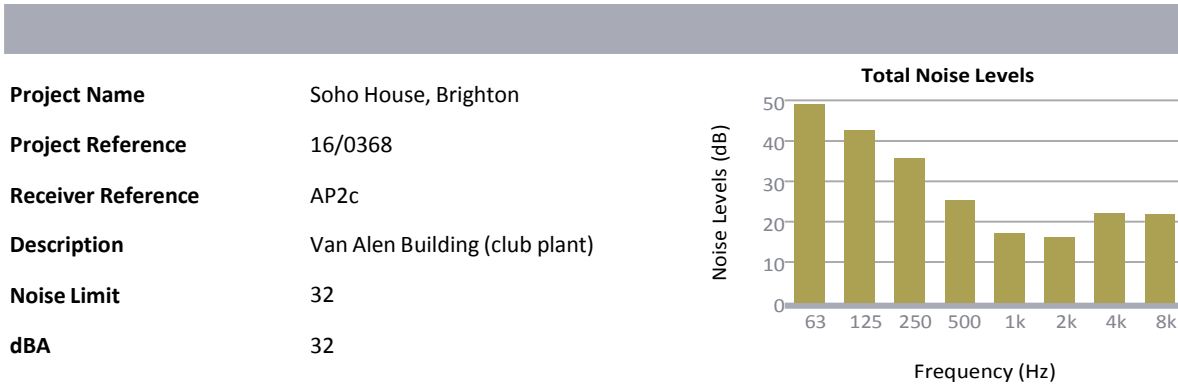 Project Name Soho House, Brighton
Project Reference 16/0368
Receiver Reference AP2c
Description Van Alen Building (club plant)
Noise Limit 32
dBA 32
Total Noise Levels
Noise Levels (dB)
50
40
30
20
10
0
63 125 250 500 1k 2k 4k 8k
Frequency (Hz)